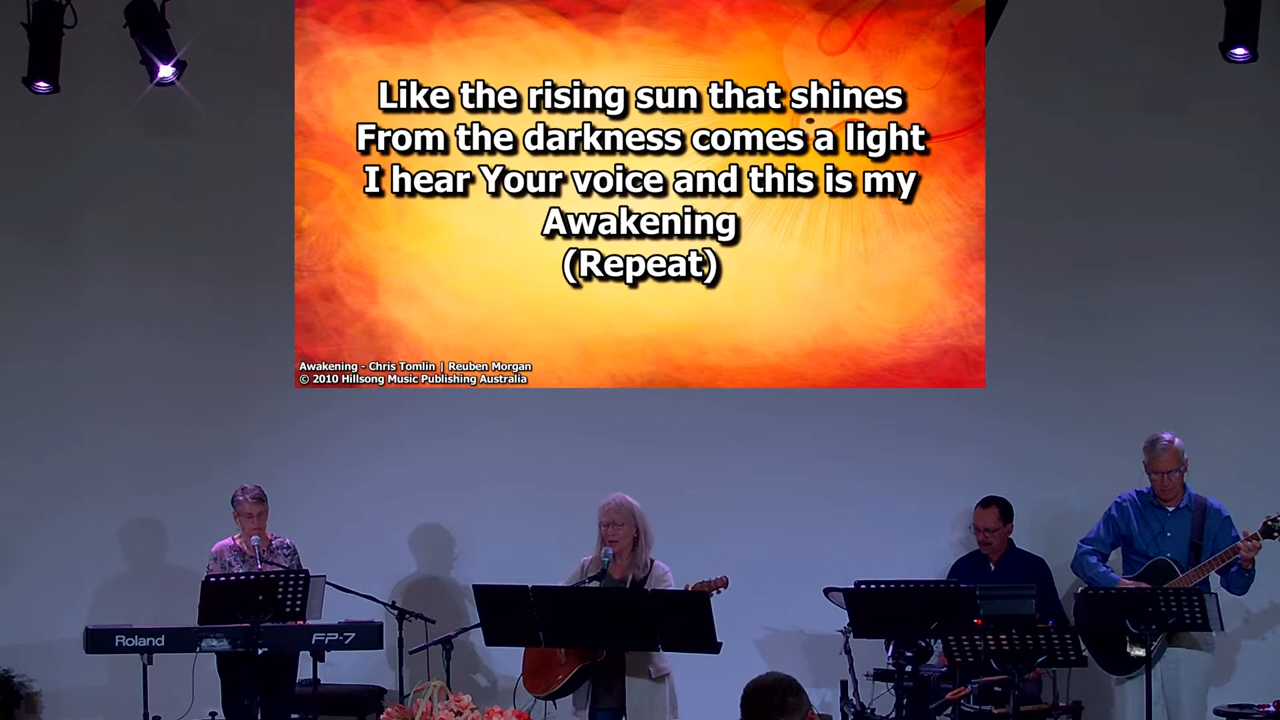 Like the rising sun that shines
From the darkness comes a light
I hear Your voice and this is my
Awakening
(Repeat)
Awakening - Chris Tomlin | Reuben Morgan
© 2010 Hillsong Music Publishing Australia
Roland FP-7